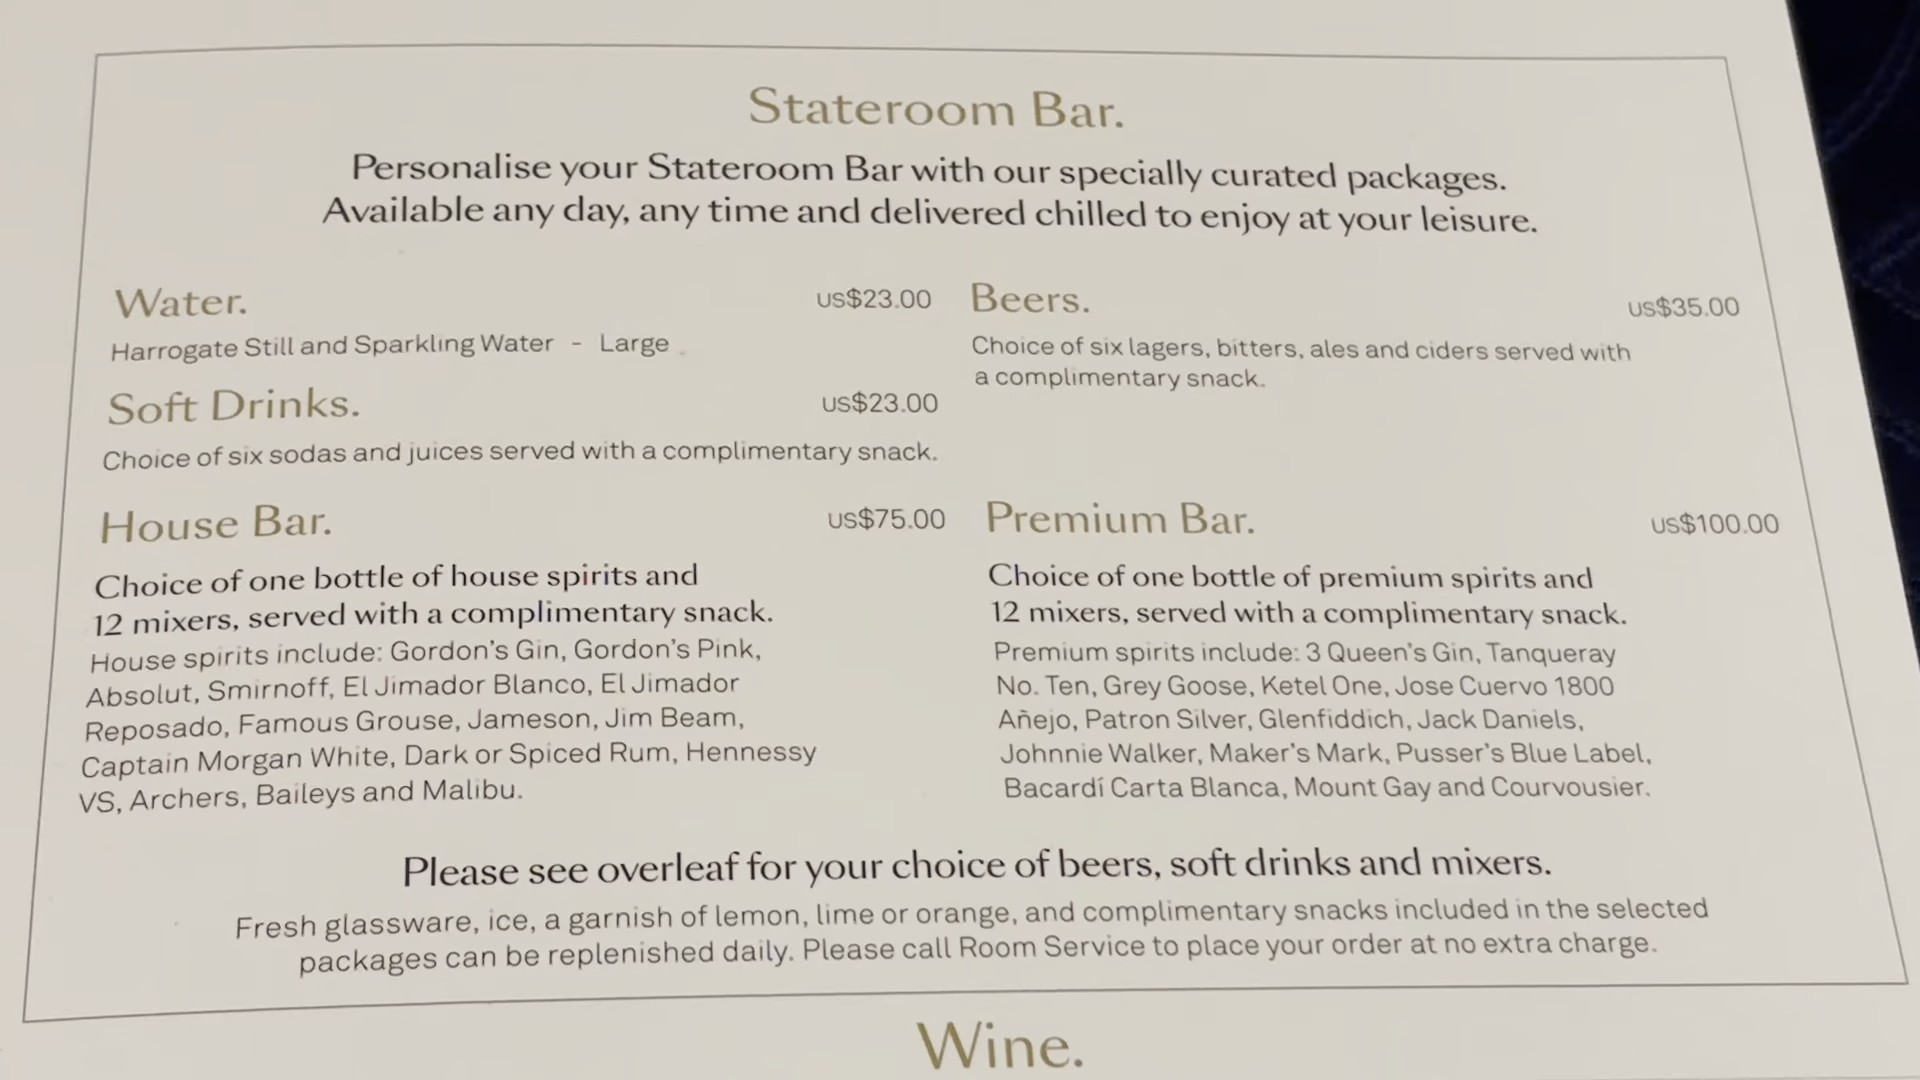 Stateroom Bar.
Personalise your Stateroom Bar with our specially curated packages.
Available any day, any time and delivered chilled to enjoy at your leisure.
Water. US$23.00
Harrogate Still and Sparkling Water - Large
Soft Drinks. US$23.00
Choice of six sodas and juices served with a complimentary snack.
Beers. US$35.00
Choice of six lagers, bitters, ales and ciders served with
a complimentary snack.
House Bar. US$75.00
Choice of one bottle of house spirits and
12 mixers, served with a complimentary snack.
House spirits include: Gordon's Gin, Gordon's Pink,
Absolut, Smirnoff, El Jimador Blanco, El Jimador
Reposado, Famous Grouse, Jameson, Jim Beam,
Captain Morgan White, Dark or Spiced Rum, Hennessy
VS, Archers, Baileys and Malibu.
Premium Bar. US$100.00
Choice of one bottle of premium spirits and
12 mixers, served with a complimentary snack.
Premium spirits include: 3 Queen's Gin, Tanqueray
No. Ten, Grey Goose, Ketel One, Jose Cuervo 1800
Añejo, Patron Silver, Glenfiddich, Jack Daniels,
Johnnie Walker, Maker's Mark, Pusser's Blue Label,
Bacardí Carta Blanca, Mount Gay and Courvousier.
Please see overleaf for your choice of beers, soft drinks and mixers.
Fresh glassware, ice, a garnish of lemon, lime or orange, and complimentary snacks included in the selected
packages can be replenished daily. Please call Room Service to place your order at no extra charge.
Wine.